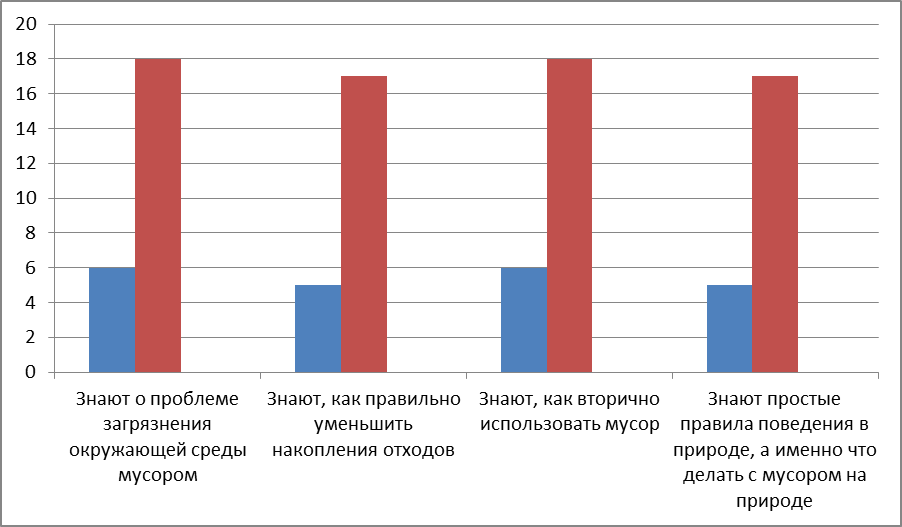 20
18
16
14
12
10
8
6
4
2
0
Знают о проблеме
загрязнения
окружающей среды
мусором
Знают, как правильно
уменьшить
накопления отходов
Знают, как вторично
использовать мусор
Знают простые
правила поведения в
природе, а именно что
делать с мусором на
природе